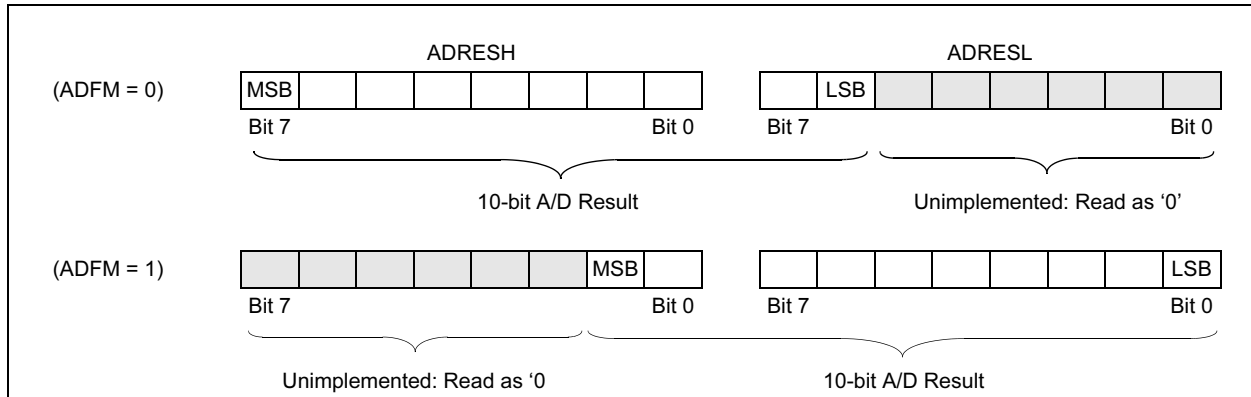 ADRESH ADRESL
(ADFM = 0) MSB LSB
Bit 7 Bit 0 Bit 7 Bit 0
10-bit A/D Result Unimplemented: Read as ‘0’
(ADFM = 1) MSB LSB
Bit 7 Bit 0 Bit 7 Bit 0
Unimplemented: Read as ‘0 10-bit A/D Result